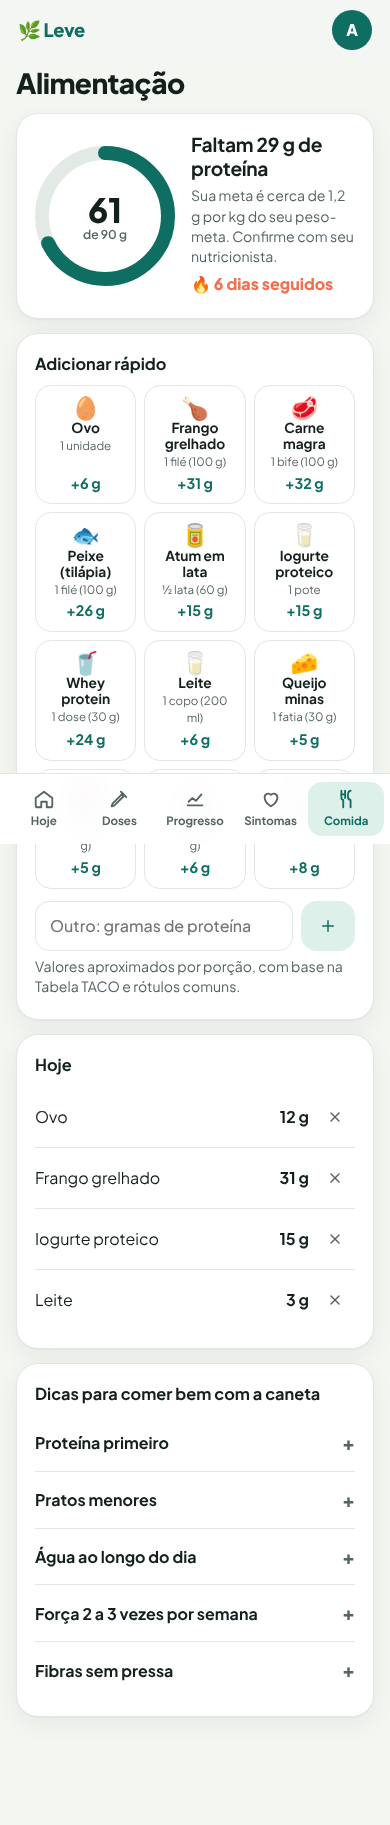 Leve
A
Alimentação
61
de 90 g
Faltam 29 g de
proteína
Sua meta é cerca de 1,2
g por kg do seu peso-
meta. Confirme com seu
nutricionista.
6 dias seguidos
Adicionar rápido
Ovo
1 unidade
+6 g
Frango
grelhado
1 filé (100 g)
+31 g
Carne
magra
1 bife (100 g)
+32 g
Peixe
(tilápia)
1 filé (100 g)
+26 g
Atum em
lata
½ lata (60 g)
+15 g
Iogurte
proteico
1 pote
+15 g
Whey
protein
1 dose (30 g)
+24 g
Leite
1 copo (200
ml)
+6 g
Queijo
minas
1 fatia (30 g)
+5 g
Hoje
Doses
Progresso
Sintomas
Comida
g)
+5 g
g)
+6 g
+8 g
Outro: gramas de proteína
+
Valores aproximados por porção, com base na
Tabela TACO e rótulos comuns.
Hoje
Ovo 12 g ×
Frango grelhado 31 g ×
Iogurte proteico 15 g ×
Leite 3 g ×
Dicas para comer bem com a caneta
Proteína primeiro +
Pratos menores +
Água ao longo do dia +
Força 2 a 3 vezes por semana +
Fibras sem pressa +